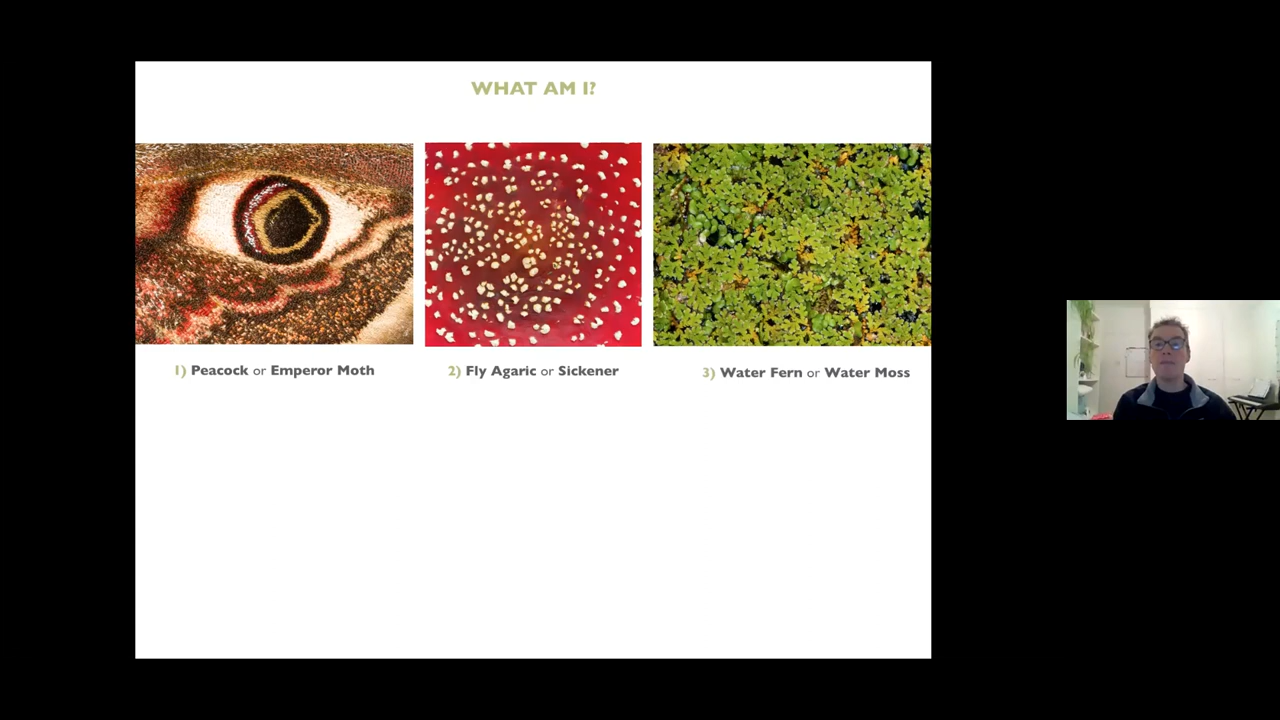 WHAT AM I?
1) Peacock or Emperor Moth
2) Fly Agaric or Sickener
3) Water Fern or Water Moss